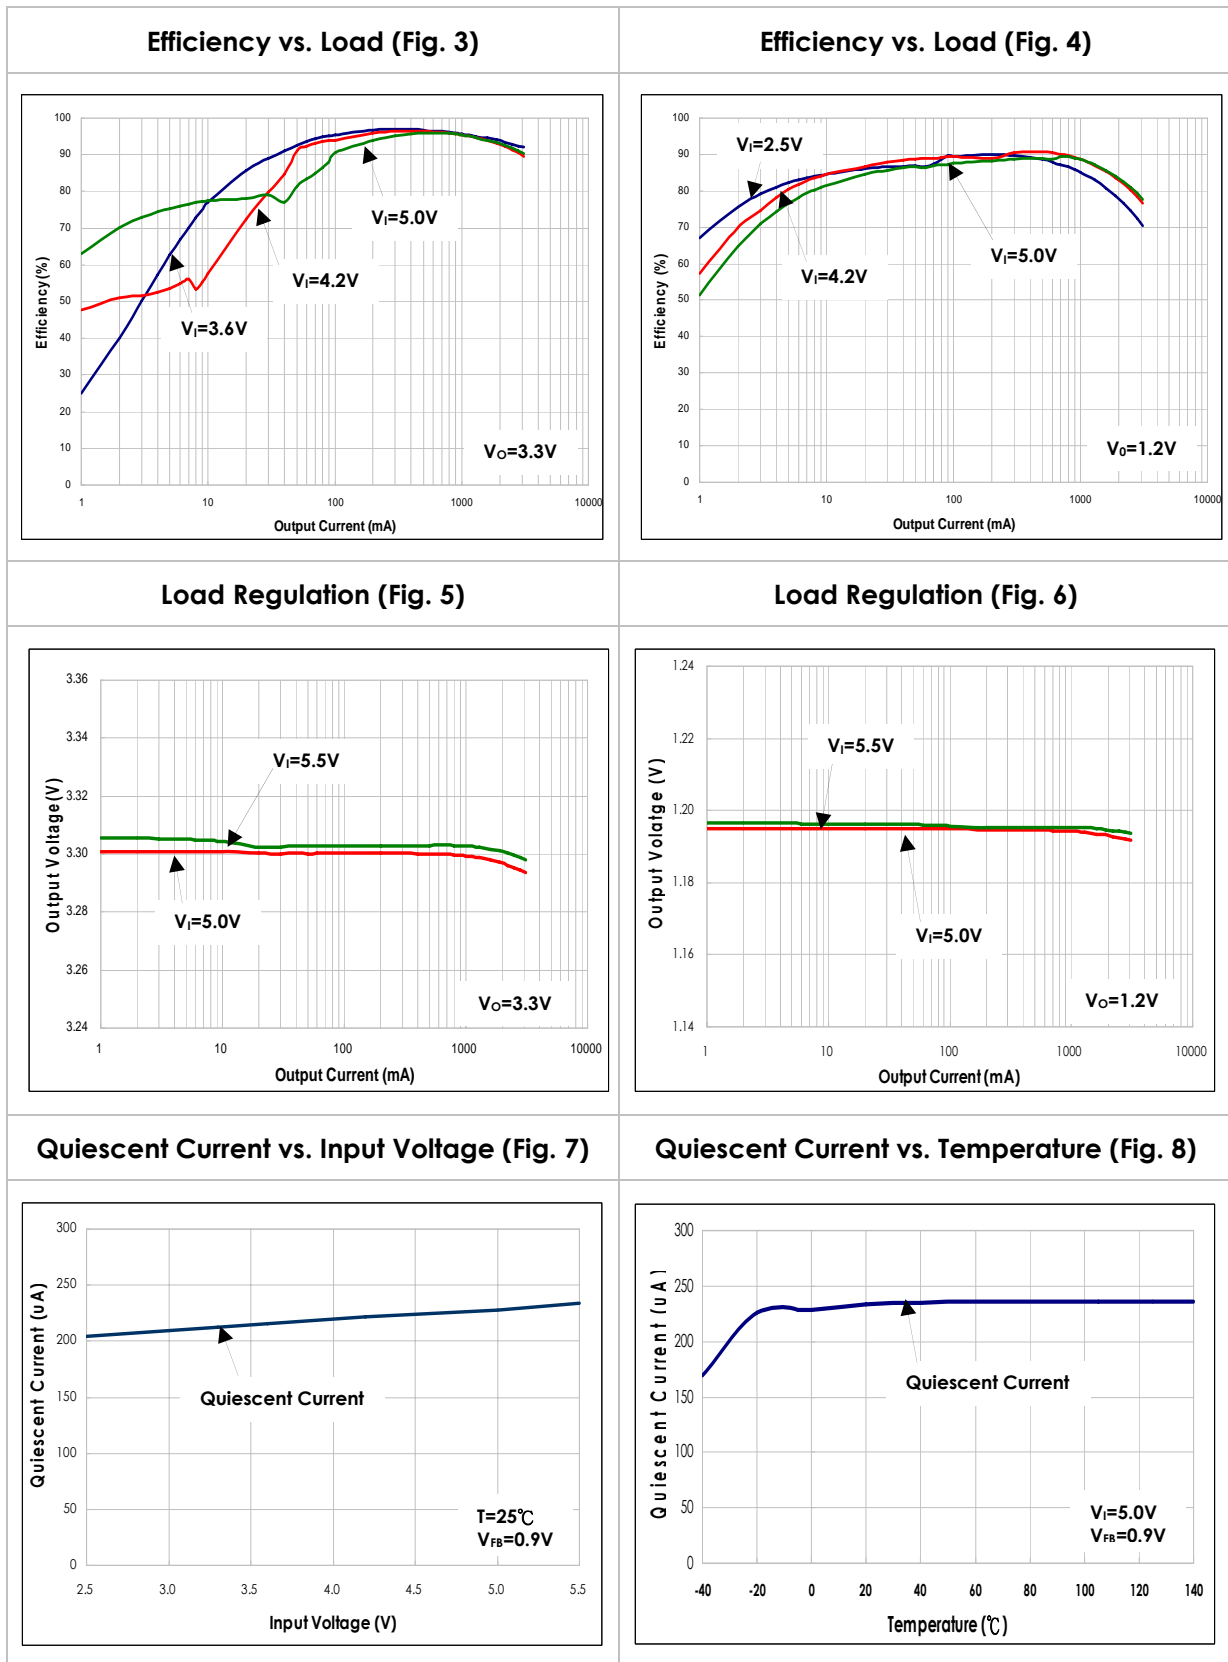 Efficiency vs. Load (Fig. 3)
Efficiency vs. Load (Fig. 4)
100
90
80
70
60
50
40
30
20
10
0
Efficiency(%)
VI=5.0V
VI=4.2V
VI=3.6V
VO=3.3V
1
10
100
1000
10000
Output Current (mA)
100
90
80
70
60
50
40
30
20
10
0
Efficiency (%)
VI=2.5V
VI=5.0V
VI=4.2V
V0=1.2V
1
10
100
1000
10000
Output Current (mA)
Load Regulation (Fig. 5)
Load Regulation (Fig. 6)
3.36
3.34
3.32
3.30
3.28
3.26
3.24
Output Voltage(V)
VI=5.5V
VI=5.0V
VO=3.3V
1
10
100
1000
10000
Output Current (mA)
1.24
1.22
1.20
1.18
1.16
1.14
Output Volatge (V)
VI=5.5V
VI=5.0V
VO=1.2V
1
10
100
1000
10000
Output Current (mA)
Quiescent Current vs. Input Voltage (Fig. 7)
Quiescent Current vs. Temperature (Fig. 8)
300
250
200
150
100
50
0
Quiescent Current (uA)
Quiescent Current
T=25℃
VFB=0.9V
2.5
3.0
3.5
4.0
4.5
5.0
5.5
Input Voltage (V)
300
250
200
150
100
50
0
Quiescent Current (uA)
Quiescent Current
VI=5.0V
VFB=0.9V
-40
-20
0
20
40
60
80
100
120
140
Temperature (℃)